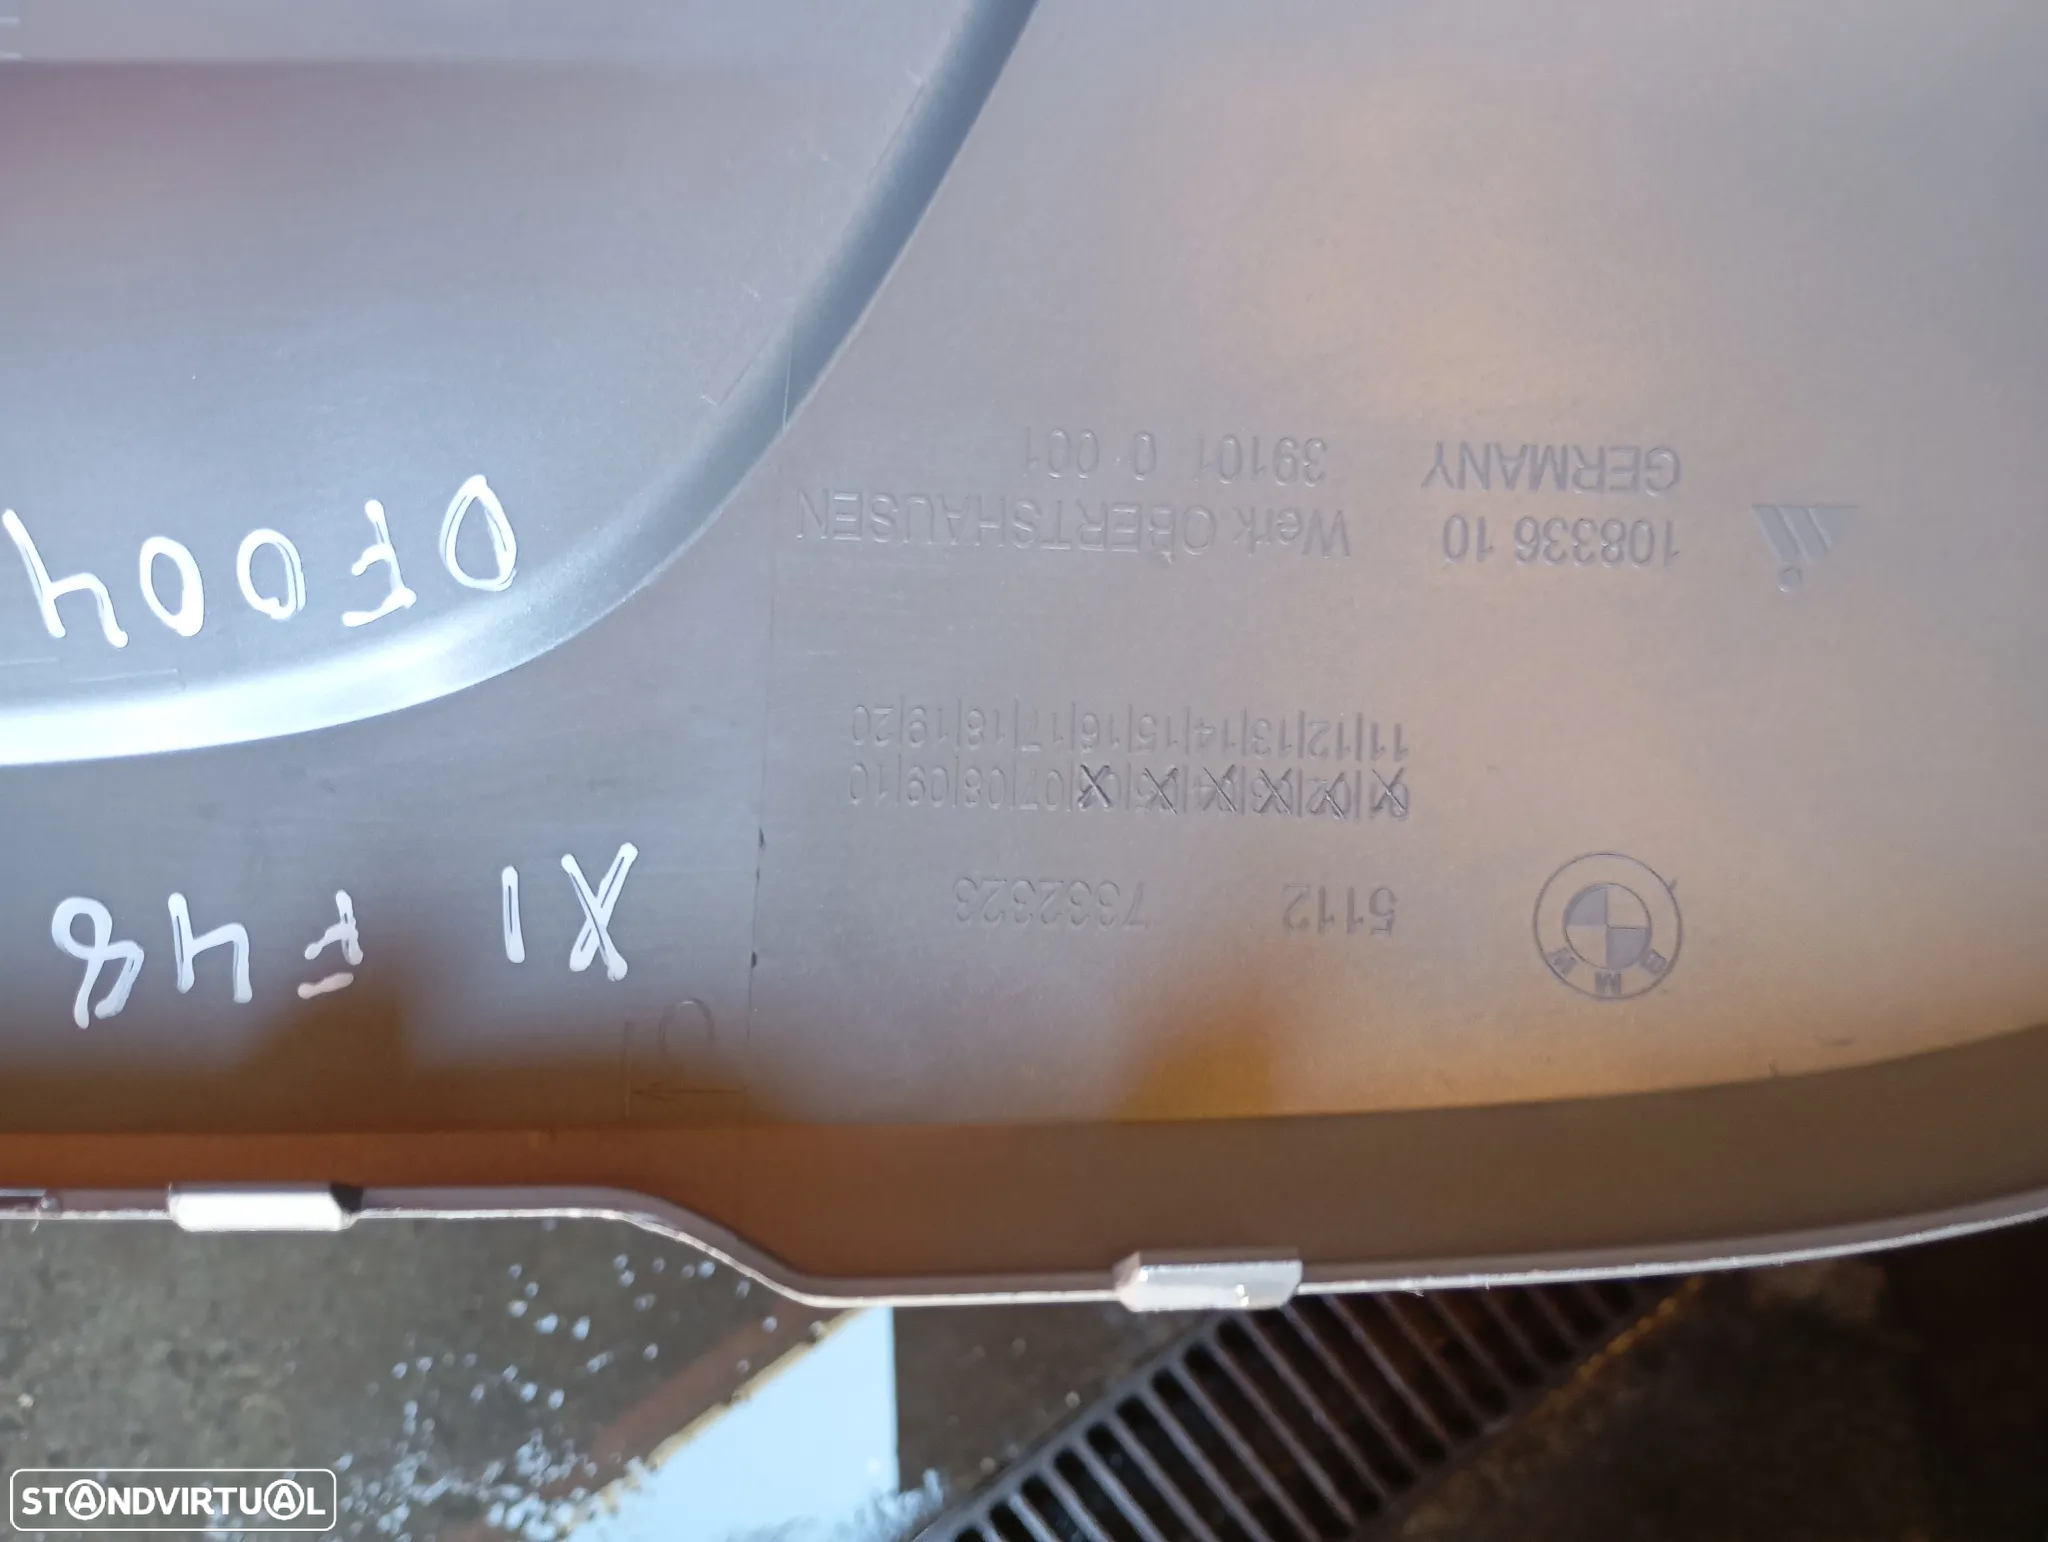 BMW
5112 7332323
01|02|03|04|05|06|07|08|09|10
11|12|13|14|15|16|17|18|19|20
108336 10 Werk OBERTSHAUSEN
GERMANY 39101 0 001
X1 F48
DF004
STANDVIRTUAL